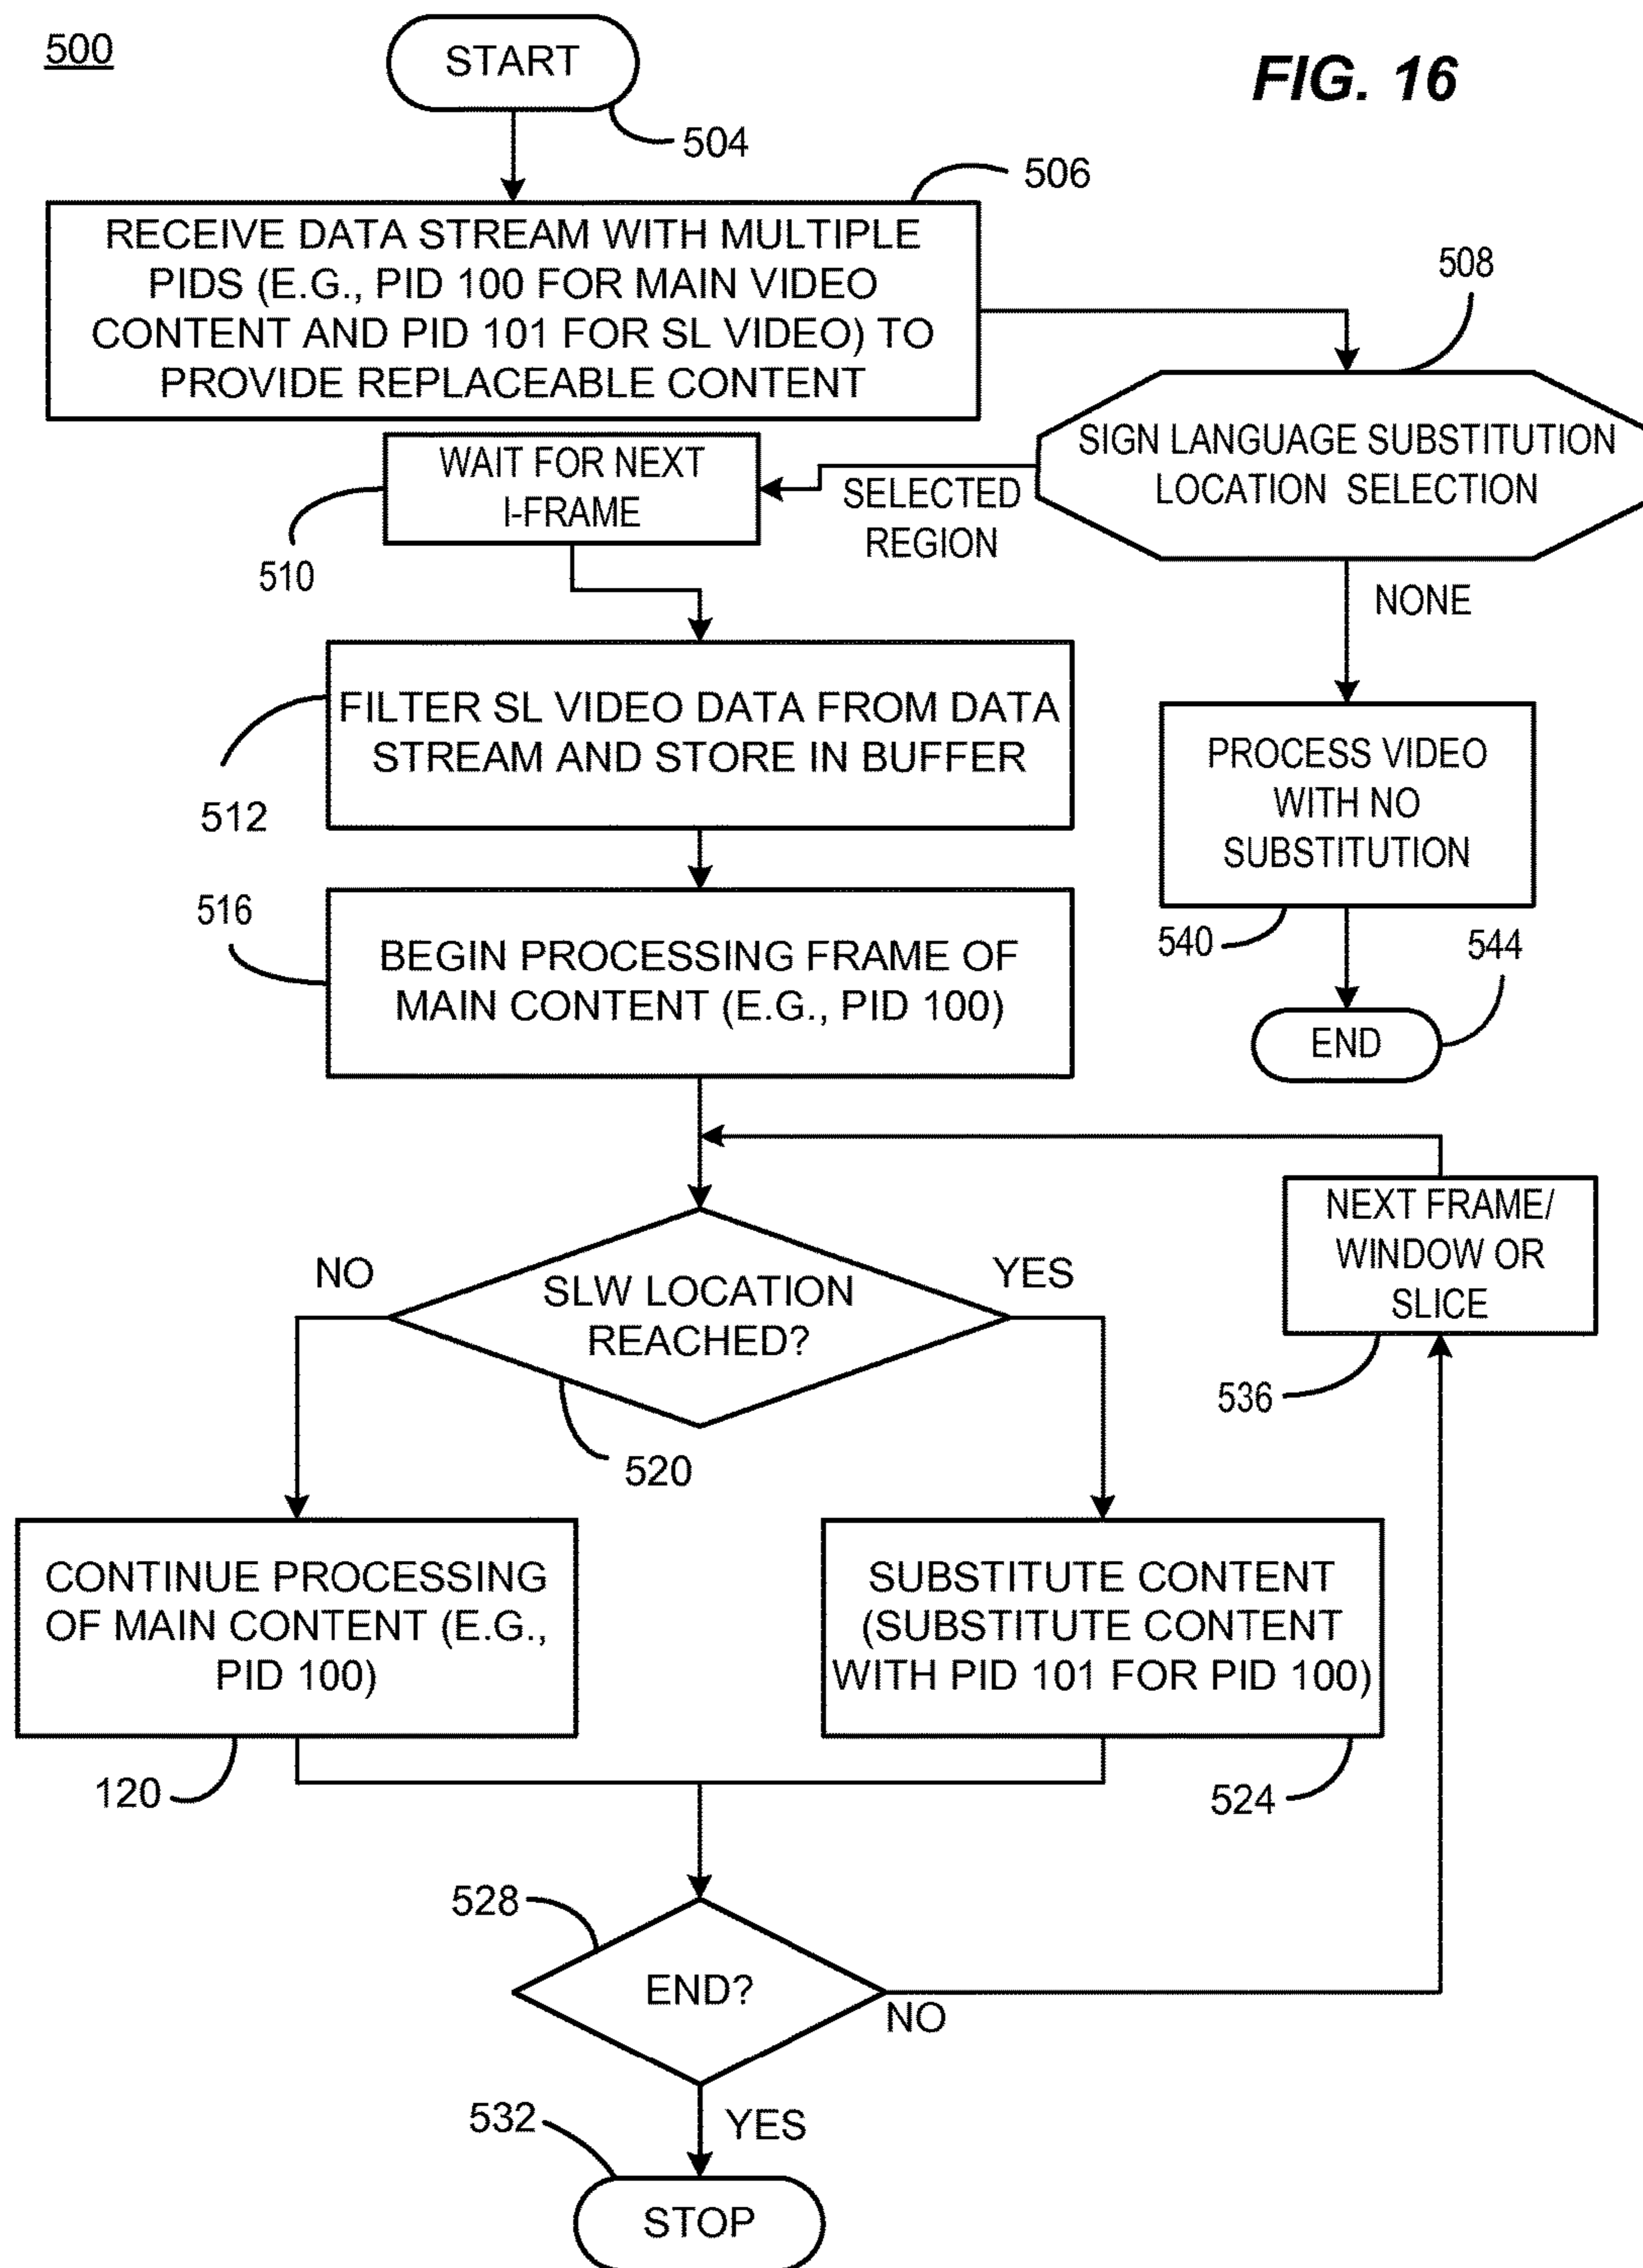 500
START
FIG. 16
504
506
RECEIVE DATA STREAM WITH MULTIPLE
PIDS (E.G., PID 100 FOR MAIN VIDEO
CONTENT AND PID 101 FOR SL VIDEO) TO
PROVIDE REPLACEABLE CONTENT
508
SIGN LANGUAGE SUBSTITUTION
LOCATION SELECTION
WAIT FOR NEXT
I-FRAME
SELECTED
REGION
510
NONE
FILTER SL VIDEO DATA FROM DATA
STREAM AND STORE IN BUFFER
512
PROCESS VIDEO
WITH NO
SUBSTITUTION
516
BEGIN PROCESSING FRAME OF
MAIN CONTENT (E.G., PID 100)
540
544
END
NEXT FRAME/
WINDOW OR
SLICE
NO
SLW LOCATION
REACHED?
YES
536
520
CONTINUE PROCESSING
OF MAIN CONTENT (E.G.,
PID 100)
SUBSTITUTE CONTENT
(SUBSTITUTE CONTENT
WITH PID 101 FOR PID 100)
120
524
528
END?
NO
532
YES
STOP